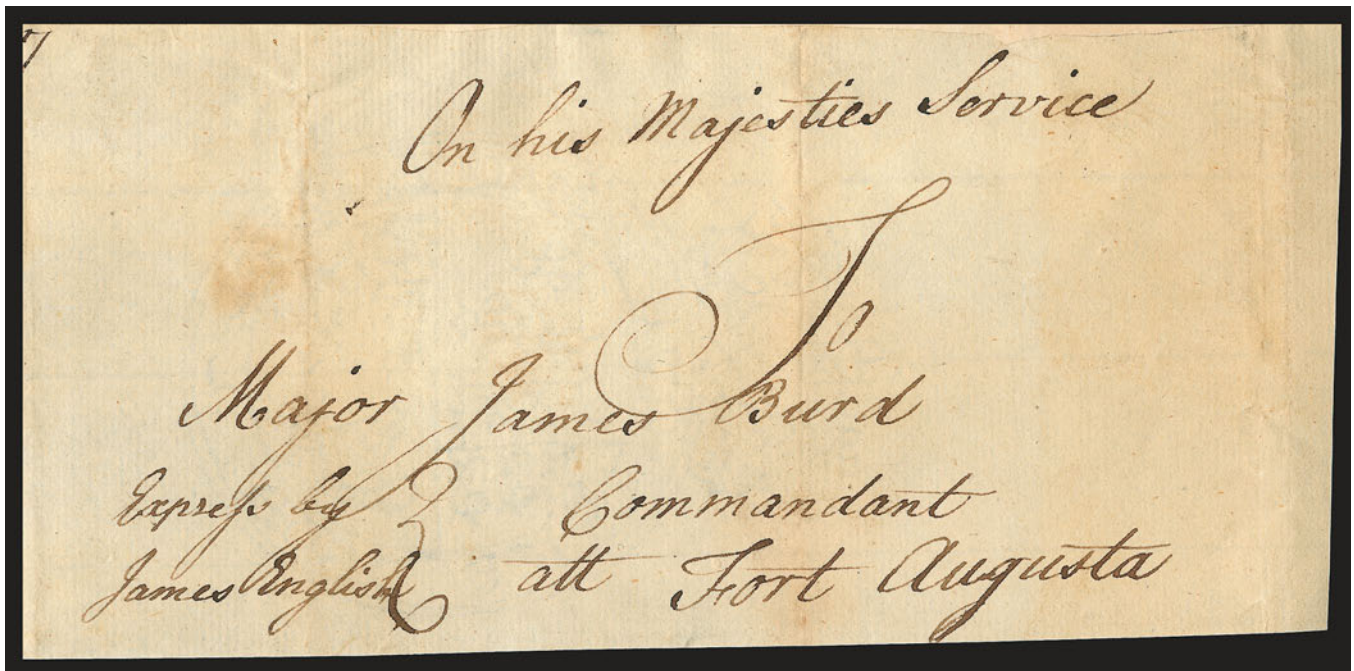 On his Majesties Service
To
Major James Burd
Express by Commandant
James English att Fort Augusta